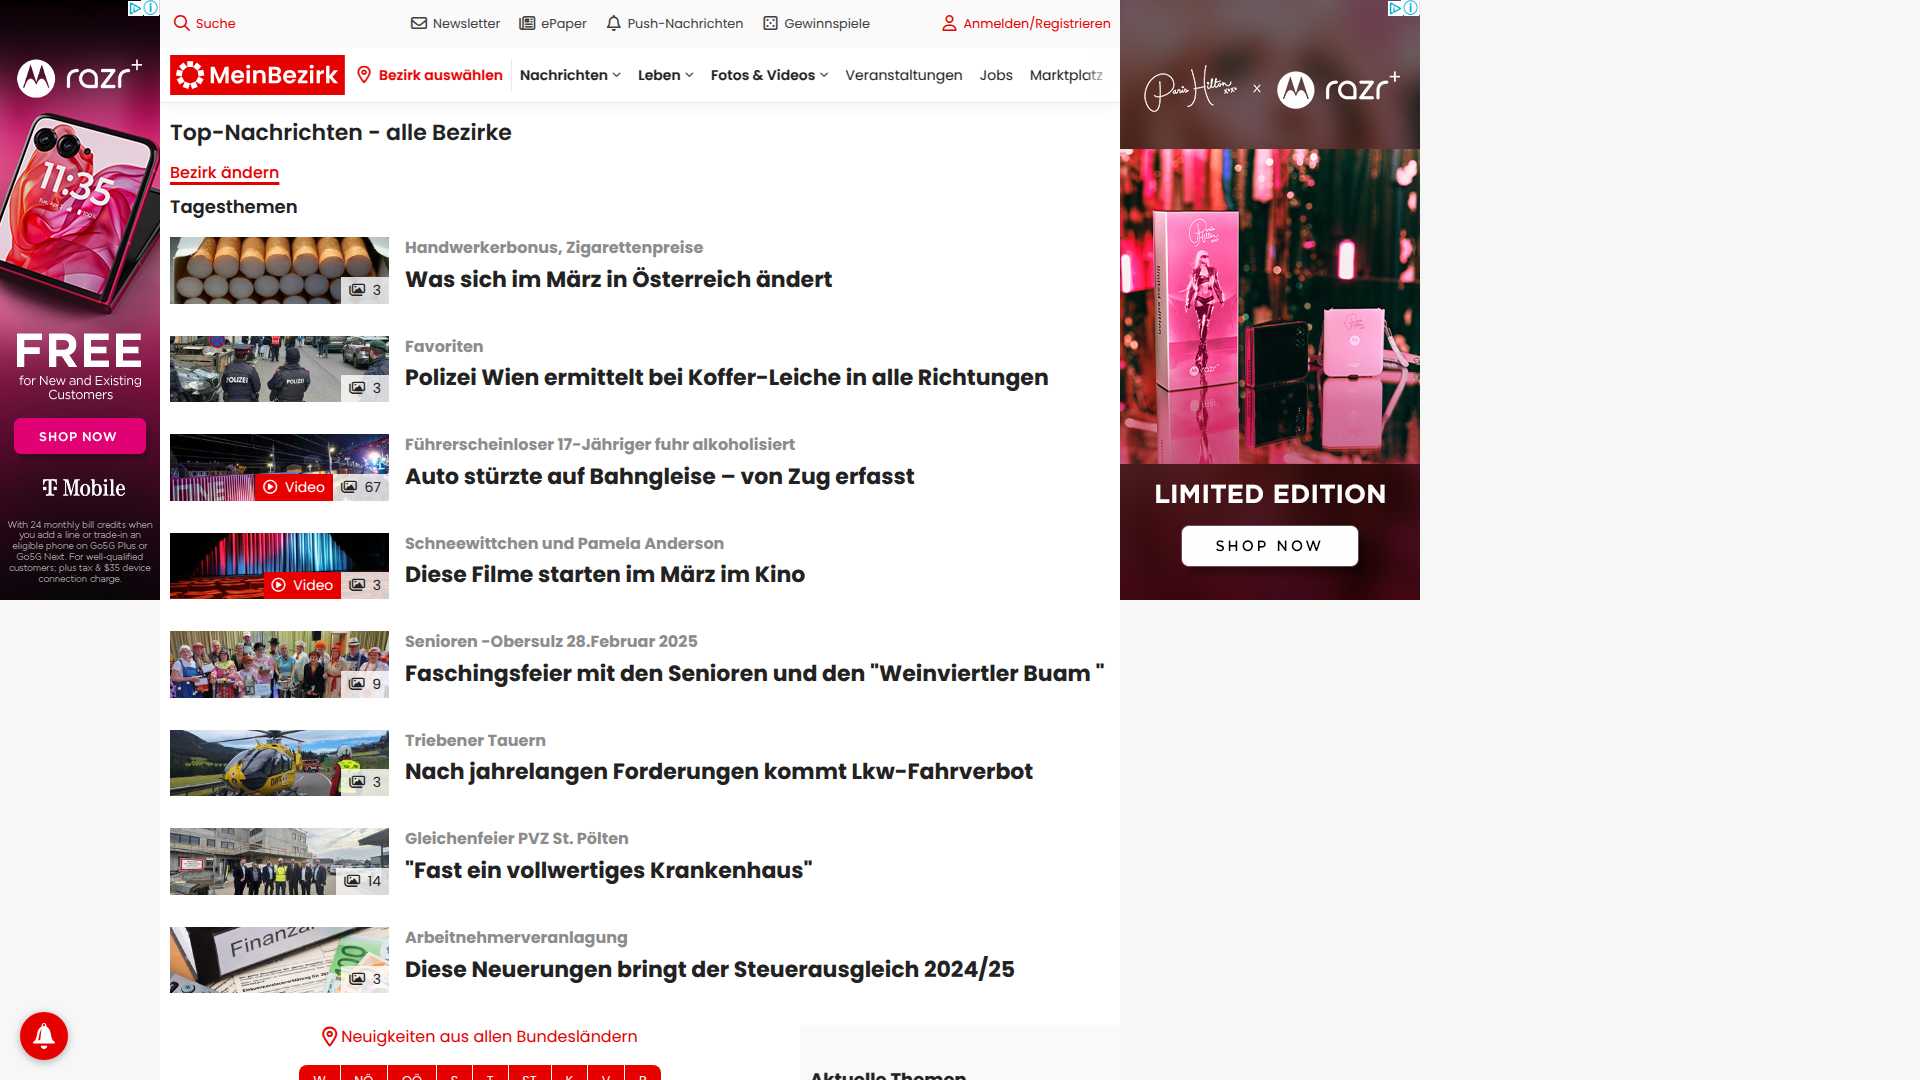 Suche
Newsletter
ePaper
Push-Nachrichten
Gewinnspiele
Anmelden/Registrieren
MeinBezirk
Bezirk auswählen
Nachrichten
Leben
Fotos & Videos
Veranstaltungen
Jobs
Marktplatz
Top-Nachrichten - alle Bezirke
Bezirk ändern
Tagesthemen
3
Handwerkerbonus, Zigarettenpreise
Was sich im März in Österreich ändert
POLIZEI
POLIZEI
3
Favoriten
Polizei Wien ermittelt bei Koffer-Leiche in alle Richtungen
Video
67
Führerscheinloser 17-Jähriger fuhr alkoholisiert
Auto stürzte auf Bahngleise – von Zug erfasst
Video
3
Schneewittchen und Pamela Anderson
Diese Filme starten im März im Kino
9
Senioren -Obersulz 28.Februar 2025
Faschingsfeier mit den Senioren und den "Weinviertler Buam "
3
Triebener Tauern
Nach jahrelangen Forderungen kommt Lkw-Fahrverbot
14
Gleichenfeier PVZ St. Pölten
"Fast ein vollwertiges Krankenhaus"
Finanza
100
3
Arbeitnehmerveranlagung
Diese Neuerungen bringt der Steuerausgleich 2024/25
Neuigkeiten aus allen Bundesländern
W
NÖ
OÖ
S
T
ST
K
V
B
Aktuelle Themen
razr+
11:35
FREE
for New and Existing
Customers
SHOP NOW
T Mobile
With 24 monthly bill credits when
you add a line or trade-in an
eligible phone on Go5G Plus or
Go5G Next. For well-qualified
customers; plus tax & $35 device
connection charge.
Paris Hilton
xoxo
x
razr+
LIMITED EDITION
SHOP NOW